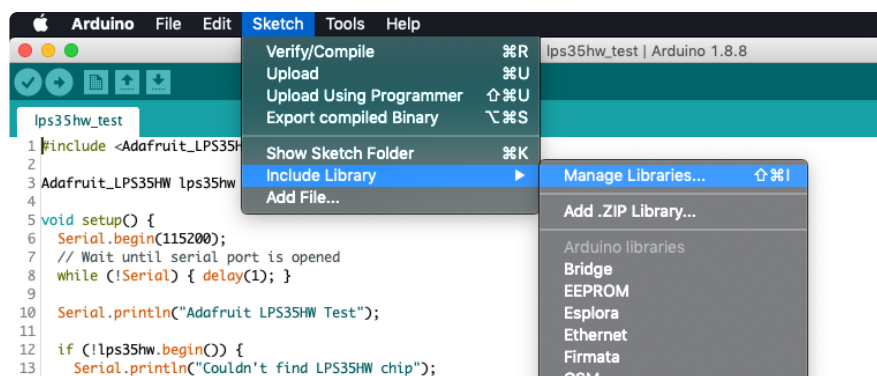 Arduino File Edit Sketch Tools Help
lps35hw_test | Arduino 1.8.8
Verify/Compile ⌘R
Upload ⌘U
Upload Using Programmer ⇧⌘U
Export compiled Binary ⌥⌘S
Show Sketch Folder ⌘K
Include Library ▶
Add File...
Manage Libraries... ⇧⌘I
Add .ZIP Library...
Arduino libraries
Bridge
EEPROM
Esplora
Ethernet
Firmata
lps35hw_test
1 #include <Adafruit_LPS35H
2
3 Adafruit_LPS35HW lps35hw
4
5 void setup() {
6 Serial.begin(115200);
7 // Wait until serial port is opened
8 while (!Serial) { delay(1); }
9
10 Serial.println("Adafruit LPS35HW Test");
11
12 if (!lps35hw.begin()) {
13 Serial.println("Couldn't find LPS35HW chip");